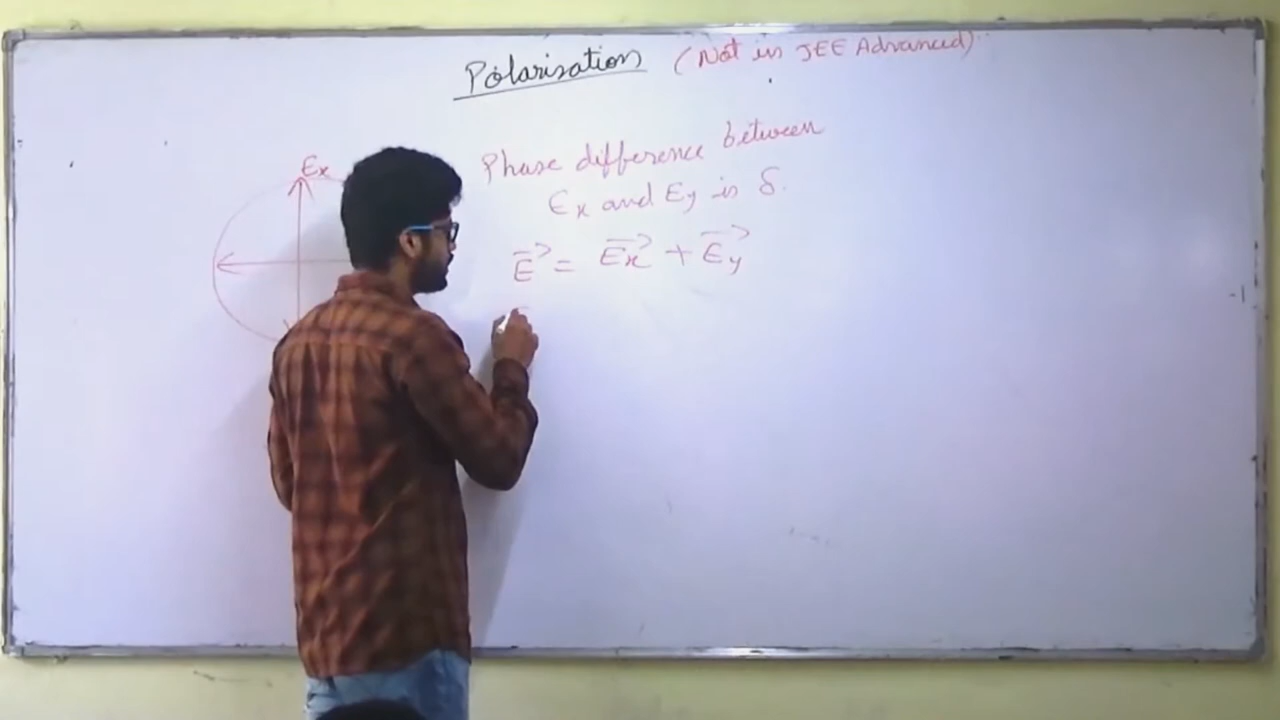 Polarisation (Not in JEE Advanced)
Ex
Phase difference between
Ex and Ey is δ.
E⃗ = E⃗x + E⃗y